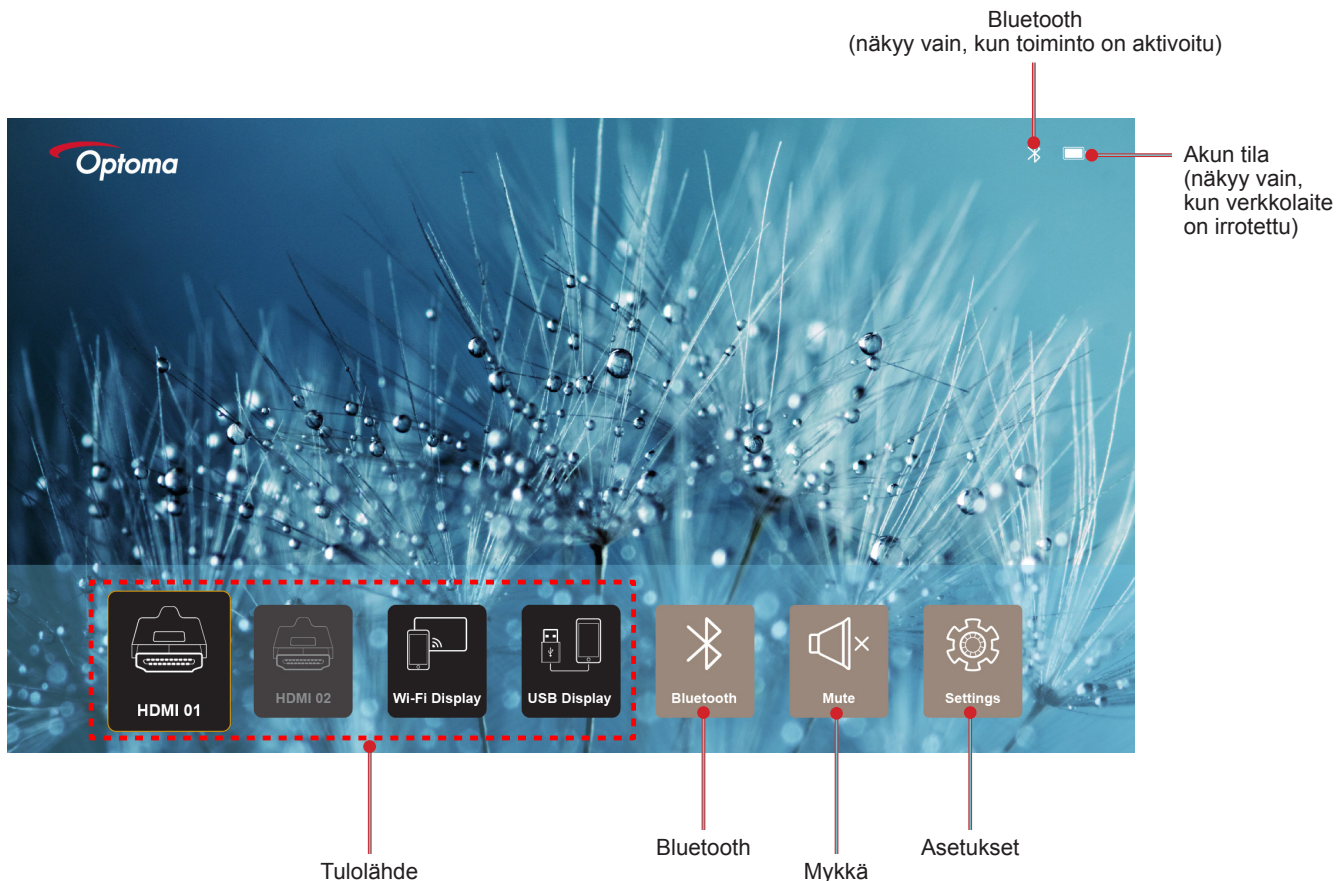 Bluetooth
(näkyy vain, kun toiminto on aktivoitu)
Optoma
Akun tila
(näkyy vain,
kun verkkolaite
on irrotettu)
HDMI 01
HDMI 02
Wi-Fi Display
USB Display
Bluetooth
Mute
Settings
Tulolähde
Bluetooth
Mykkä
Asetukset